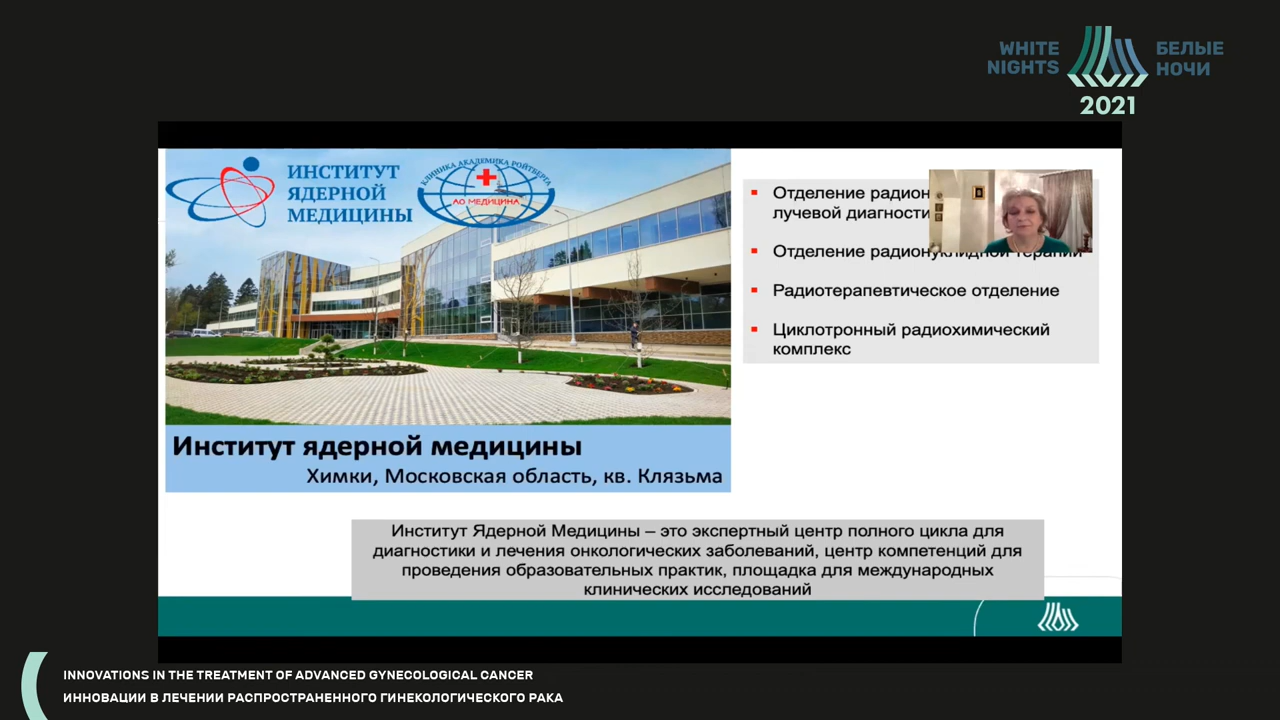 WHITE
NIGHTS
БЕЛЫЕ
НОЧИ
2021
ИНСТИТУТ
ЯДЕРНОЙ
МЕДИЦИНЫ
КЛИНИКА АКАДЕМИКА РОЙТБЕРГА
АО МЕДИЦИНА
Отделение
лучевой
Отделение радионуклидной терапии
Радиотерапевтическое отделение
Циклотронный радиохимический
комплекс
Институт ядерной медицины
Химки, Московская область, кв. Клязьма
Институт Ядерной Медицины – это экспертный центр полного цикла для
диагностики и лечения онкологических заболеваний, центр компетенций для
проведения образовательных практик, площадка для международных
клинических исследований
INNOVATIONS IN THE TREATMENT OF ADVANCED GYNECOLOGICAL CANCER
ИННОВАЦИИ В ЛЕЧЕНИИ РАСПРОСТРАНЕННОГО ГИНЕКОЛОГИЧЕСКОГО РАКА